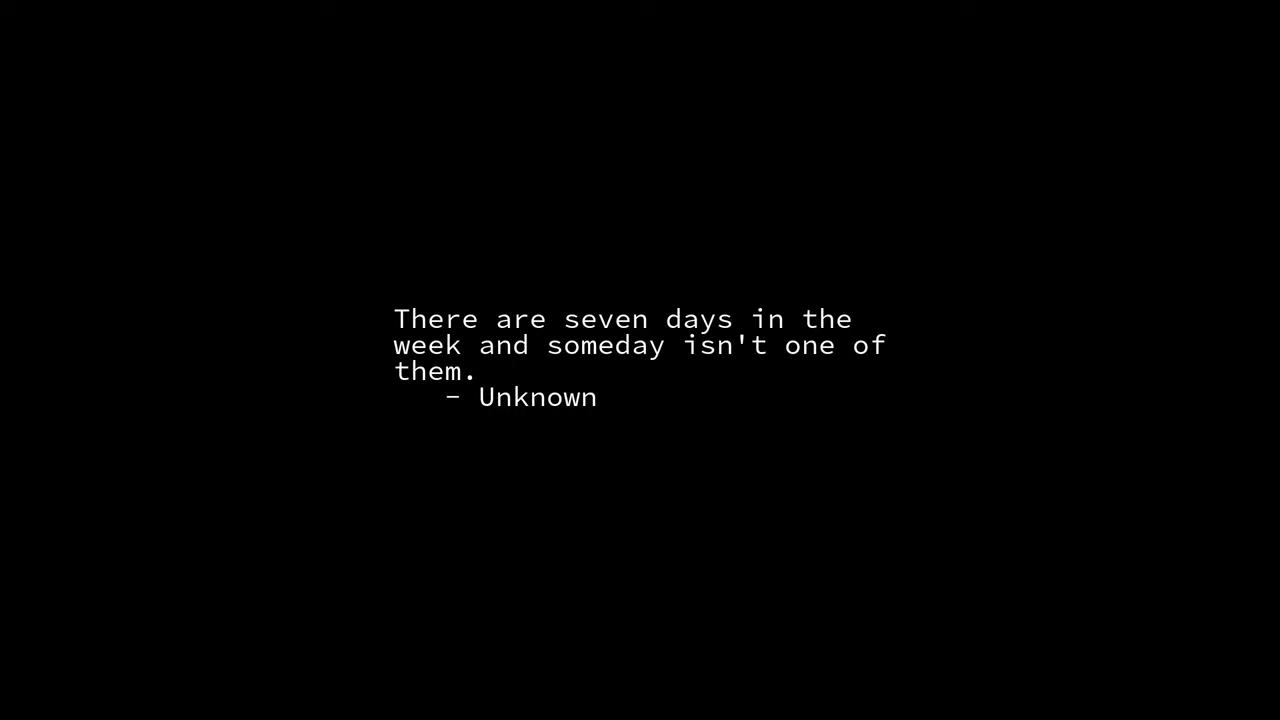 There are seven days in the
week and someday isn't one of
them.
- Unknown